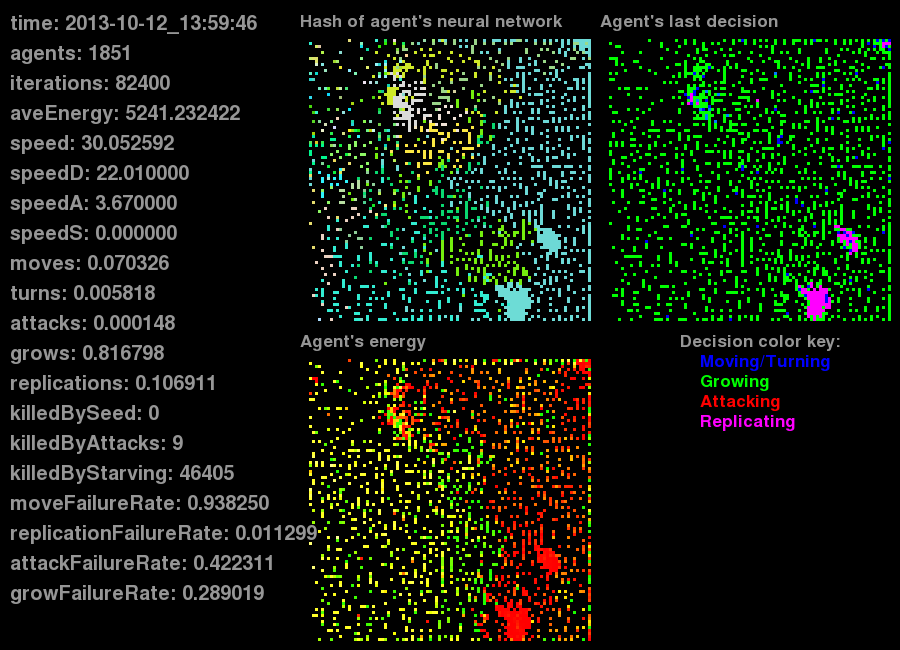 time: 2013-10-12_13:59:46
agents: 1851
iterations: 82400
aveEnergy: 5241.232422
speed: 30.052592
speedD: 22.010000
speedA: 3.670000
speedS: 0.000000
moves: 0.070326
turns: 0.005818
attacks: 0.000148
grows: 0.816798
replications: 0.106911
killedBySeed: 0
killedByAttacks: 9
killedByStarving: 46405
moveFailureRate: 0.938250
replicationFailureRate: 0.011299
attackFailureRate: 0.422311
growFailureRate: 0.289019
Hash of agent's neural network
Agent's last decision
Agent's energy
Decision color key:
Moving/Turning
Growing
Attacking
Replicating